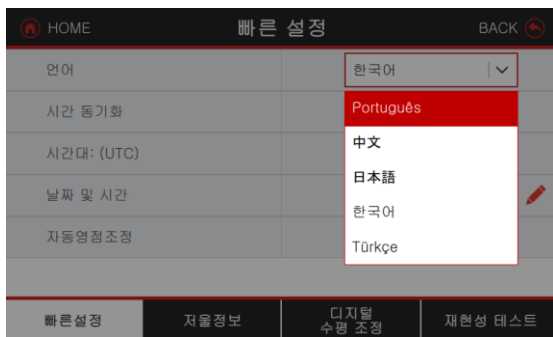 HOME
빠른 설정
BACK
언어
한국어
시간 동기화
Português
시간대: (UTC)
中文
日本語
날짜 및 시간
한국어
자동영점조정
Türkçe
빠른설정
저울정보
디지털
수평 조정
재현성 테스트